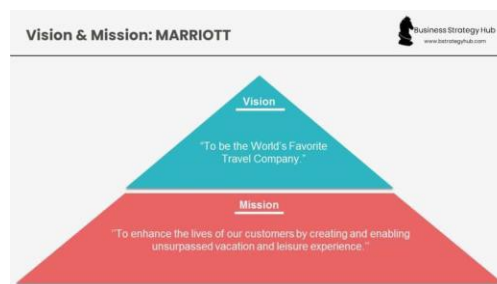 Vision & Mission: MARRIOTT
Business Strategy Hub
www.bstrategyhub.com
Vision
"To be the World's Favorite
Travel Company."
Mission
"To enhance the lives of our customers by creating and enabling
unsurpassed vacation and leisure experience."